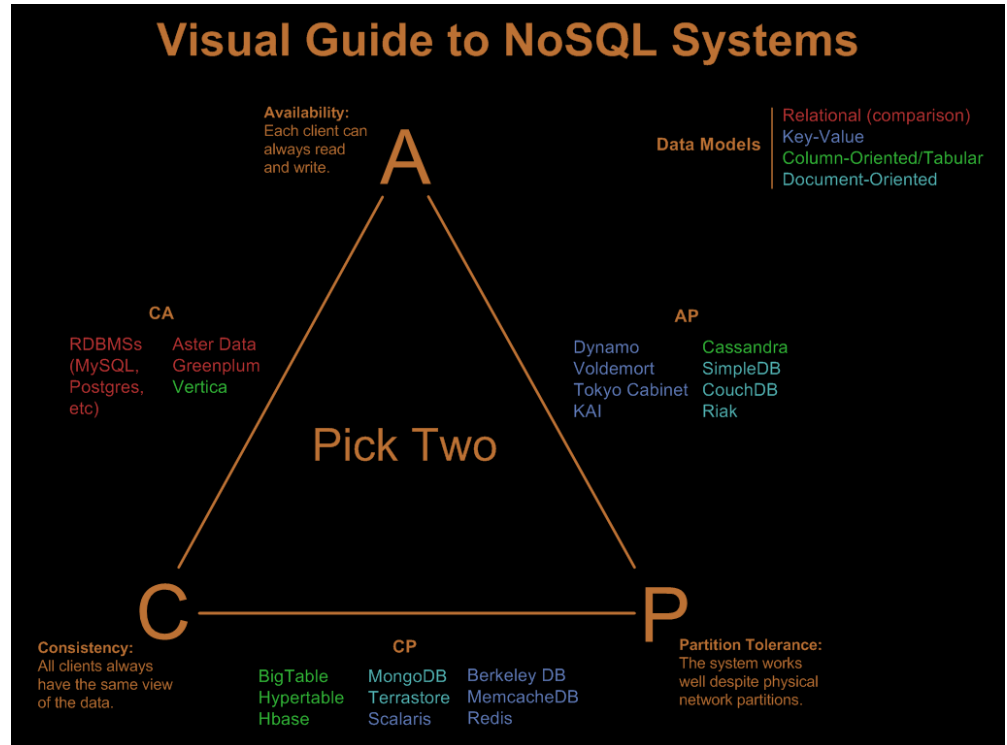 Visual Guide to NoSQL Systems
Availability:
Each client can
always read
and write.
A
Data Models
Relational (comparison)
Key-Value
Column-Oriented/Tabular
Document-Oriented
CA
RDBMSs
(MySQL,
Postgres,
etc)
Aster Data
Greenplum
Vertica
AP
Dynamo
Voldemort
Tokyo Cabinet
KAI
Cassandra
SimpleDB
CouchDB
Riak
Pick Two
C
P
Consistency:
All clients always
have the same view
of the data.
CP
BigTable
Hypertable
Hbase
MongoDB
Terrastore
Scalaris
Berkeley DB
MemcacheDB
Redis
Partition Tolerance:
The system works
well despite physical
network partitions.